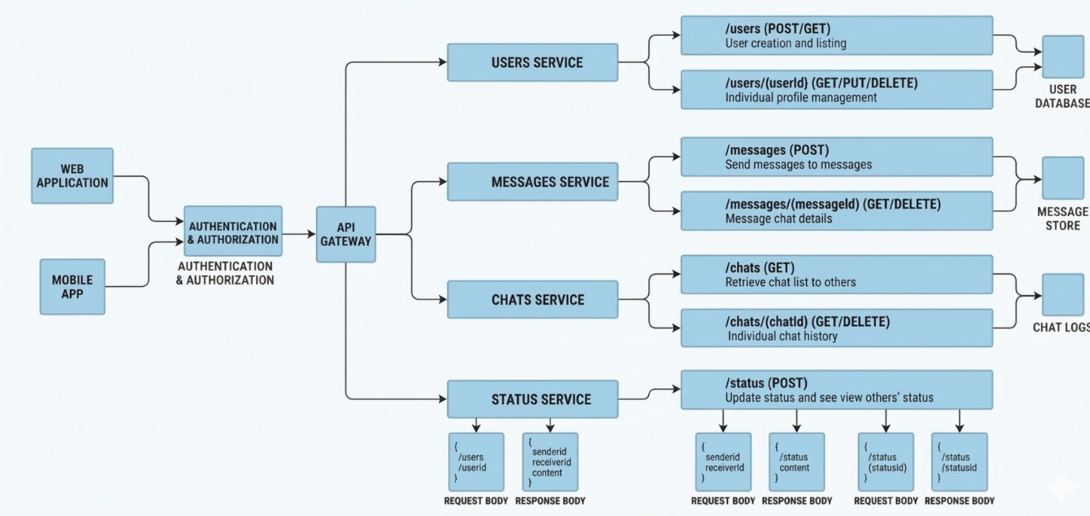 WEB
APPLICATION
MOBILE
APP
AUTHENTICATION
& AUTHORIZATION
AUTHENTICATION
& AUTHORIZATION
API
GATEWAY
USERS SERVICE
/users (POST/GET)
User creation and listing
/users/(userId) (GET/PUT/DELETE)
Individual profile management
USER
DATABASE
MESSAGES SERVICE
/messages (POST)
Send messages to messages
/messages/(messageId) (GET/DELETE)
Message chat details
MESSAGE
STORE
CHATS SERVICE
/chats (GET)
Retrieve chat list to others
/chats/(chatId) (GET/DELETE)
Individual chat history
CHAT LOGS
STATUS SERVICE
/status (POST)
Update status and see view others' status
{
/users
/userid
}
REQUEST BODY
{
senderid
receiverid
content
}
RESPONSE BODY
{
senderid
receiverId
}
REQUEST BODY
{
/status
content
}
RESPONSE BODY
{
/status
(statusid)
}
REQUEST BODY
{
/status
(statusid
}
RESPONSE BODY